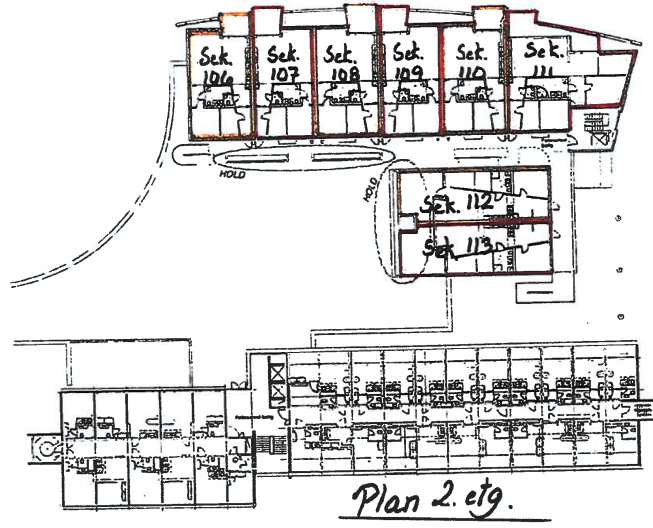 Sek. 106
Sek. 107
Sek. 108
Sek. 109
Sek. 110
Sek. 111
HOLD
HOLD
Sek. 112
Sek. 113
Plan 2. etg.